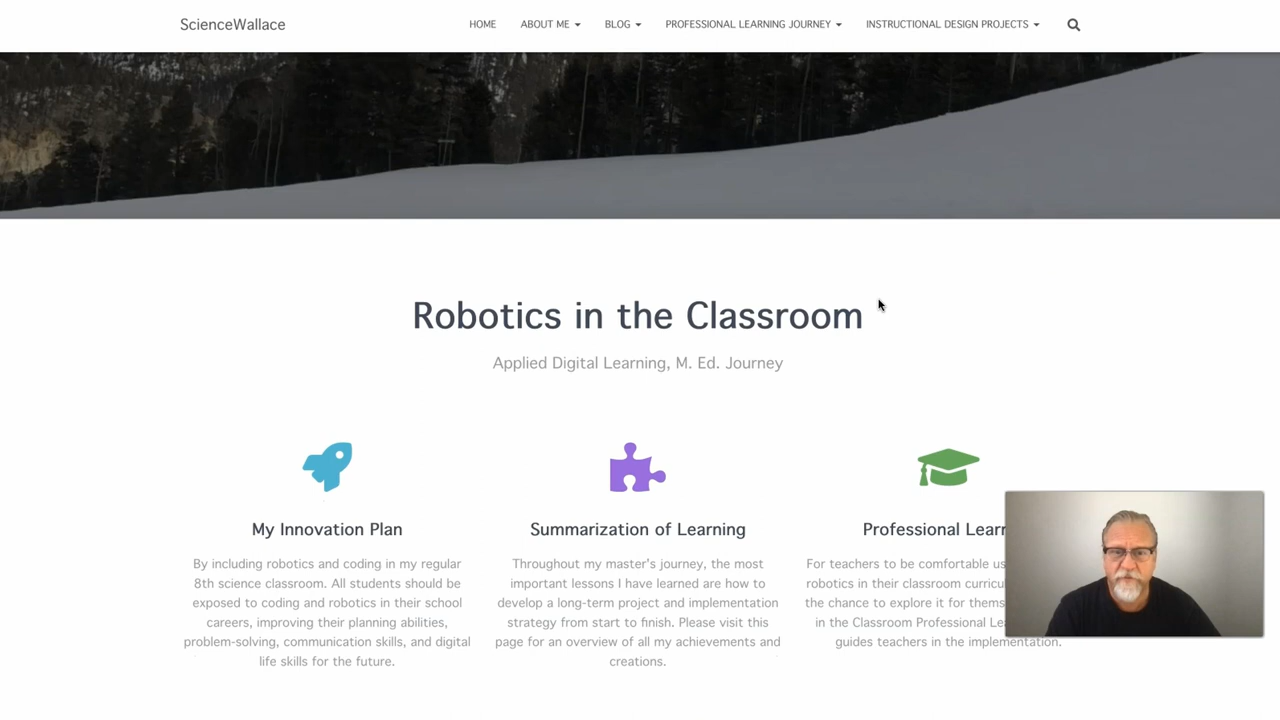 ScienceWallace
HOME
ABOUT ME
BLOG
PROFESSIONAL LEARNING JOURNEY
INSTRUCTIONAL DESIGN PROJECTS
Robotics in the Classroom
Applied Digital Learning, M. Ed. Journey
My Innovation Plan
By including robotics and coding in my regular
8th science classroom. All students should be
exposed to coding and robotics in their school
careers, improving their planning abilities,
problem-solving, communication skills, and digital
life skills for the future.
Summarization of Learning
Throughout my master's journey, the most
important lessons I have learned are how to
develop a long-term project and implementation
strategy from start to finish. Please visit this
page for an overview of all my achievements and
creations.
Professional Learn
For teachers to be comfortable us
robotics in their classroom curricu
the chance to explore it for thems
in the Classroom Professional Lea
guides teachers in the implementation.